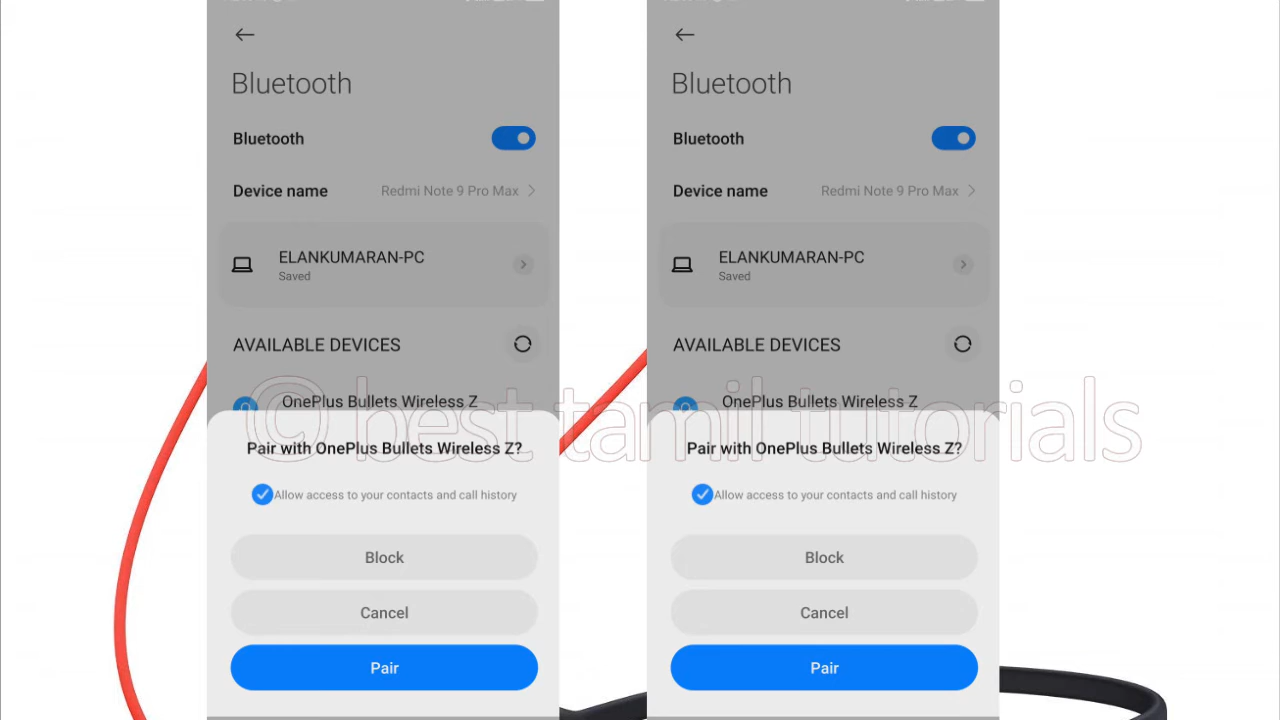 Bluetooth
Bluetooth
Device name Redmi Note 9 Pro Max
ELANKUMARAN-PC
Saved
AVAILABLE DEVICES
OnePlus Bullets Wireless Z
Pair with OnePlus Bullets Wireless Z?
Allow access to your contacts and call history
Block
Cancel
Pair
Bluetooth
Bluetooth
Device name Redmi Note 9 Pro Max
ELANKUMARAN-PC
Saved
AVAILABLE DEVICES
OnePlus Bullets Wireless Z
Pair with OnePlus Bullets Wireless Z?
Allow access to your contacts and call history
Block
Cancel
Pair
© best tamil tutorials